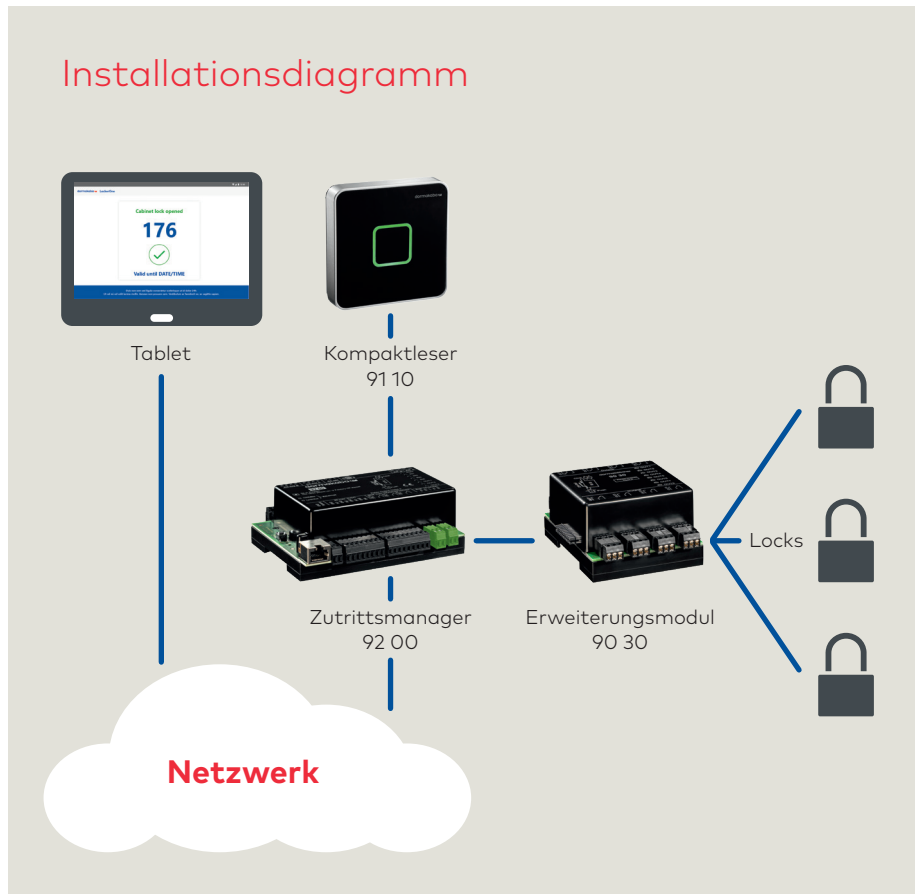 Installationsdiagramm
Cabinet lock opened
176
Valid until DATE/TIME
Tablet
Kompaktleser
91 10
Zutrittsmanager
92 00
Erweiterungsmodul
90 30
Locks
Netzwerk